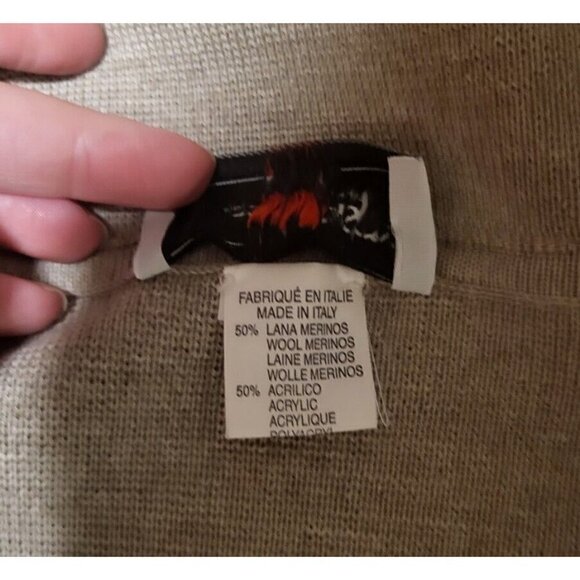 FABRIQUÉ EN ITALIE
MADE IN ITALY
50% LANA MERINOS
WOOL MERINOS
LAINE MERINOS
WOLLE MERINOS
50% ACRILICO
ACRYLIC
ACRYLIQUE
POLYACRYL